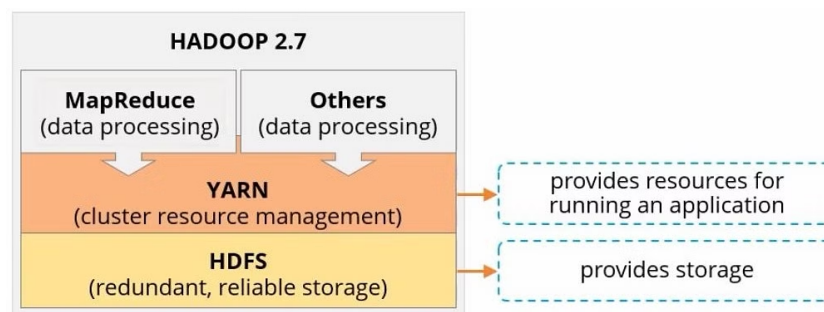 HADOOP 2.7
MapReduce
(data processing)
Others
(data processing)
YARN
(cluster resource management)
provides resources for
running an application
HDFS
(redundant, reliable storage)
provides storage